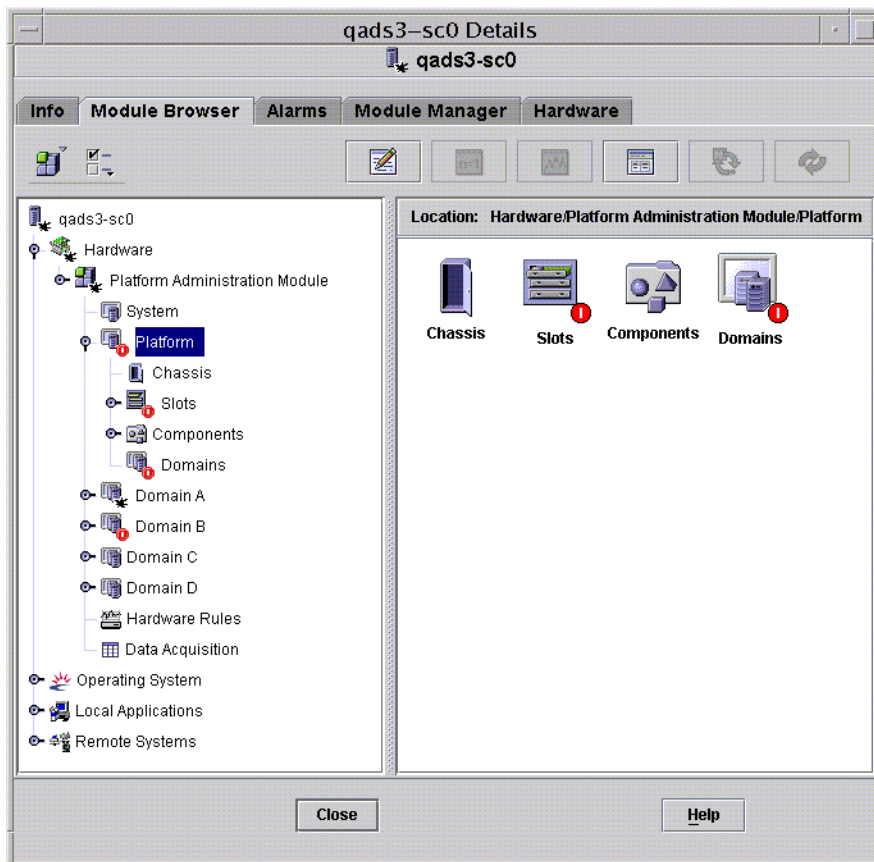 qads3-sc0 Details
qads3-sc0
Info Module Browser Alarms Module Manager Hardware
qads3-sc0
Hardware
Platform Administration Module
System
Platform
Chassis
Slots
Components
Domains
Domain A
Domain B
Domain C
Domain D
Hardware Rules
Data Acquisition
Operating System
Local Applications
Remote Systems
Location: Hardware/Platform Administration Module/Platform
Chassis Slots Components Domains
Close Help